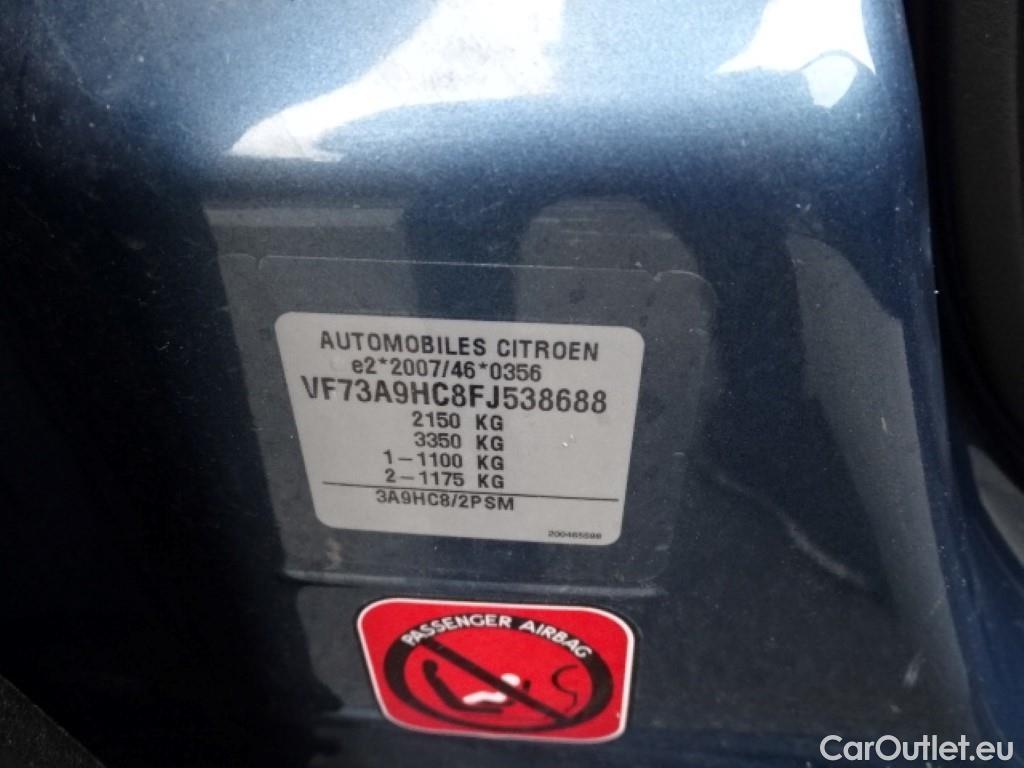 AUTOMOBILES CITROEN
e2*2007/46*0356
VF73A9HC8FJ538688
2150 KG
3350 KG
1-1100 KG
2-1175 KG
3A9HC8/2PSM
PASSENGER AIRBAG
CarOutlet.eu